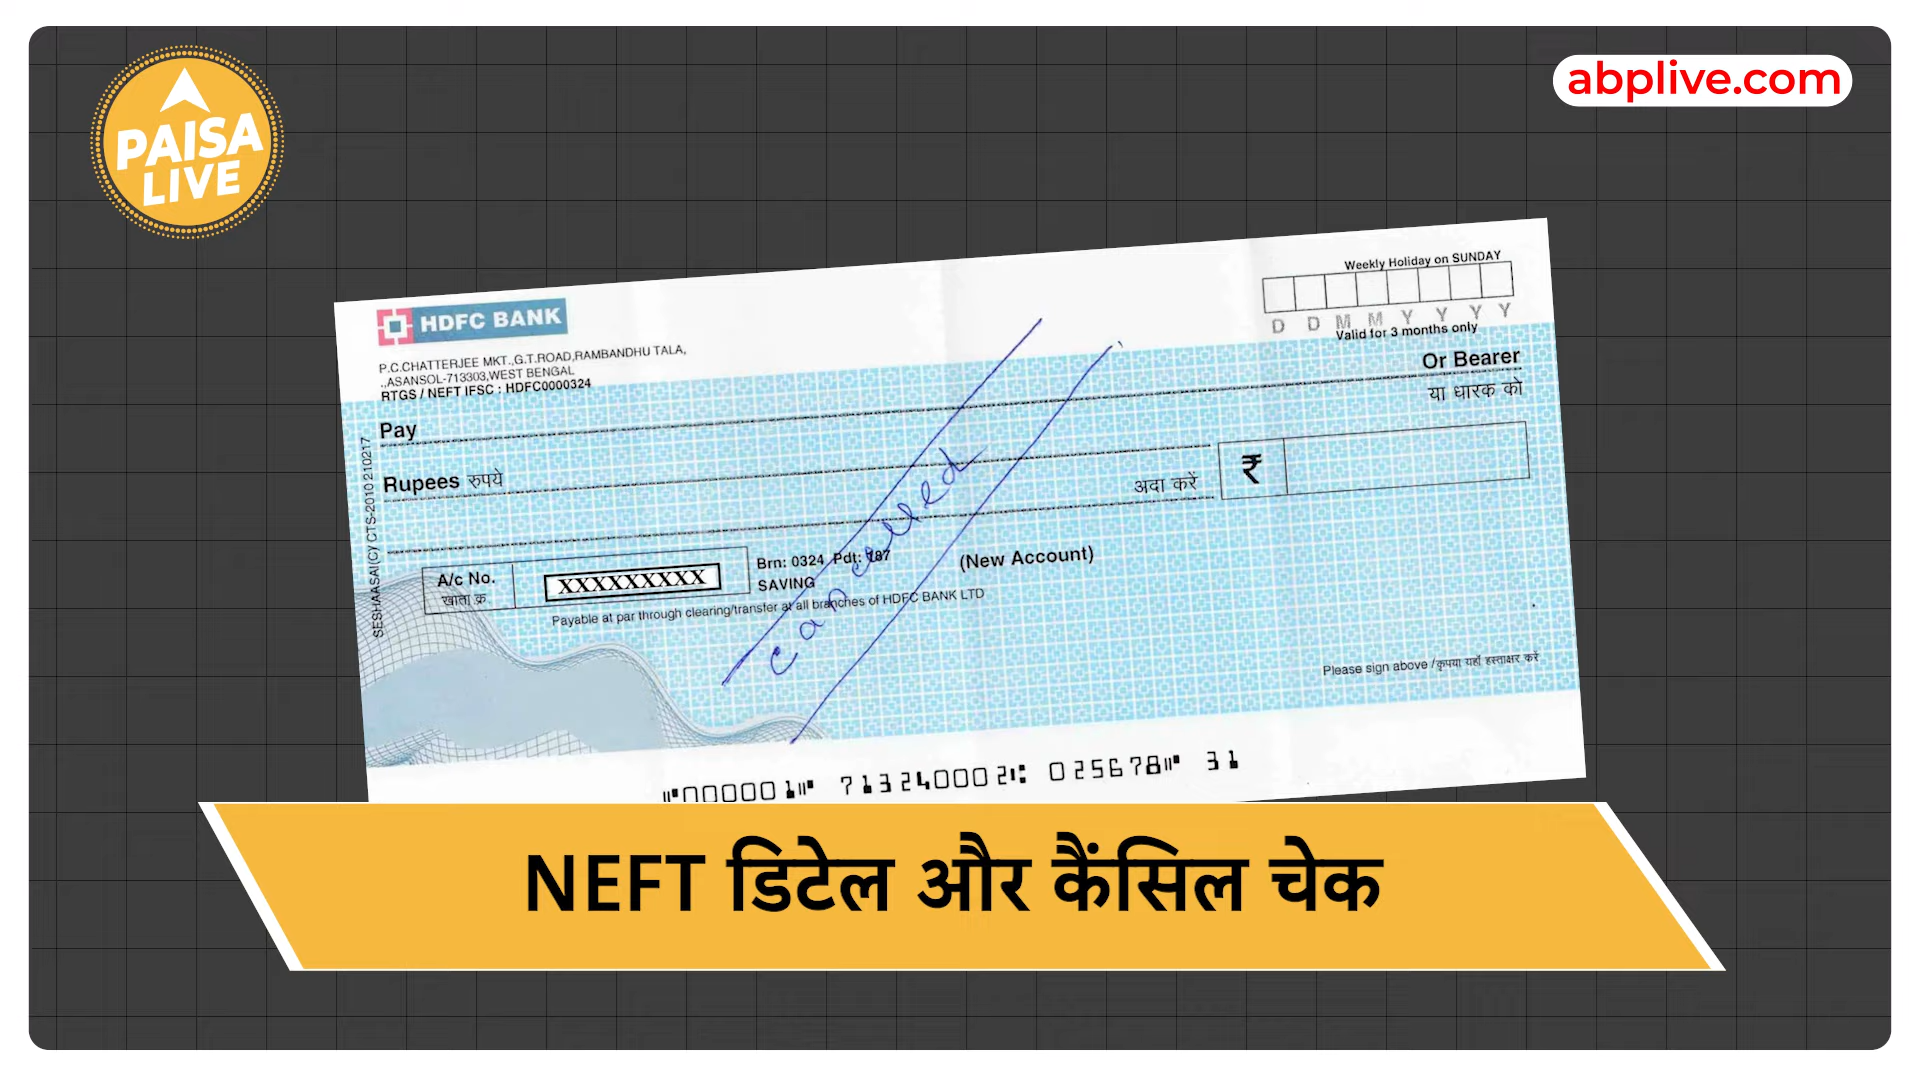 PAISA
LIVE
abplive.com
HDFC BANK
P.C.CHATTERJEE MKT.,G.T.ROAD,RAMBANDHU TALA,
.,ASANSOL-713303,WEST BENGAL
RTGS / NEFT IFSC : HDFC0000324
Weekly Holiday on SUNDAY
D D M M Y Y Y Y
Valid for 3 months only
Pay
Or Bearer
या धारक को
Rupees रुपये
अदा करें
₹
cancelled
A/c No.
खाता क्र
XXXXXXXXX
Brn: 0324 Pdt: 187
SAVING
(New Account)
Payable at par through clearing/transfer at all branches of HDFC BANK LTD
SESHAASAI(C)/ CTS-2010 210217
Please sign above / कृपया यहाँ हस्ताक्षर करें
⑈000001⑈ 713240002⑆ 025678⑈ 31
NEFT डिटेल और कैंसिल चेक